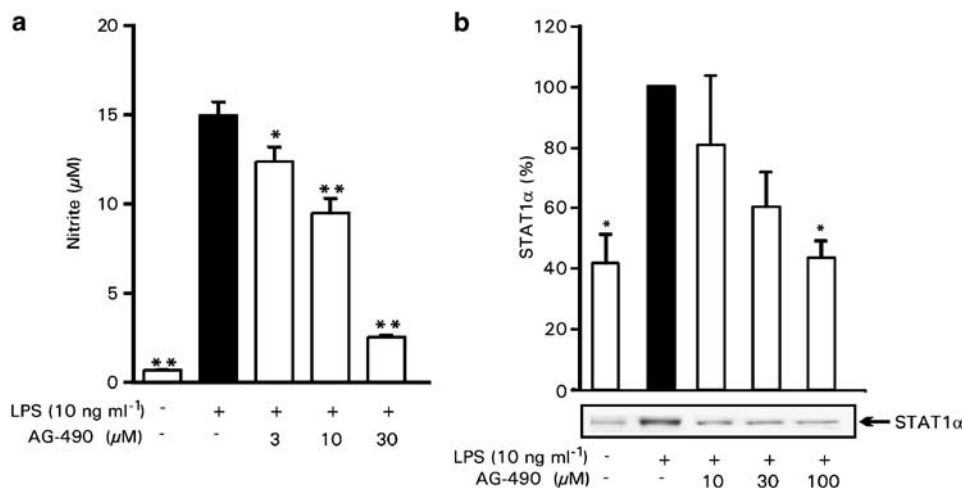 a
Nitrite (µM)
20
15
10
5
0
*
**
**
**
LPS (10 ng ml⁻¹) - + + + +
AG-490 (µM) - - 3 10 30
b
STAT1α (%)
120
100
80
60
40
20
0
*
*
STAT1α
LPS (10 ng ml⁻¹) - + + + +
AG-490 (µM) - - 10 30 100